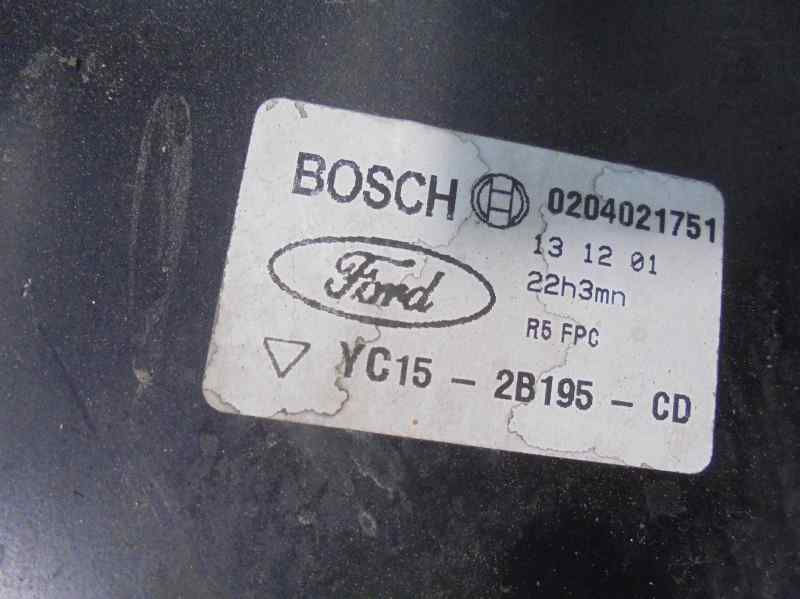 BOSCH 0204021751
13 12 01
Ford 22h3mn
R5 FPC
YC15 - 2B195 - CD